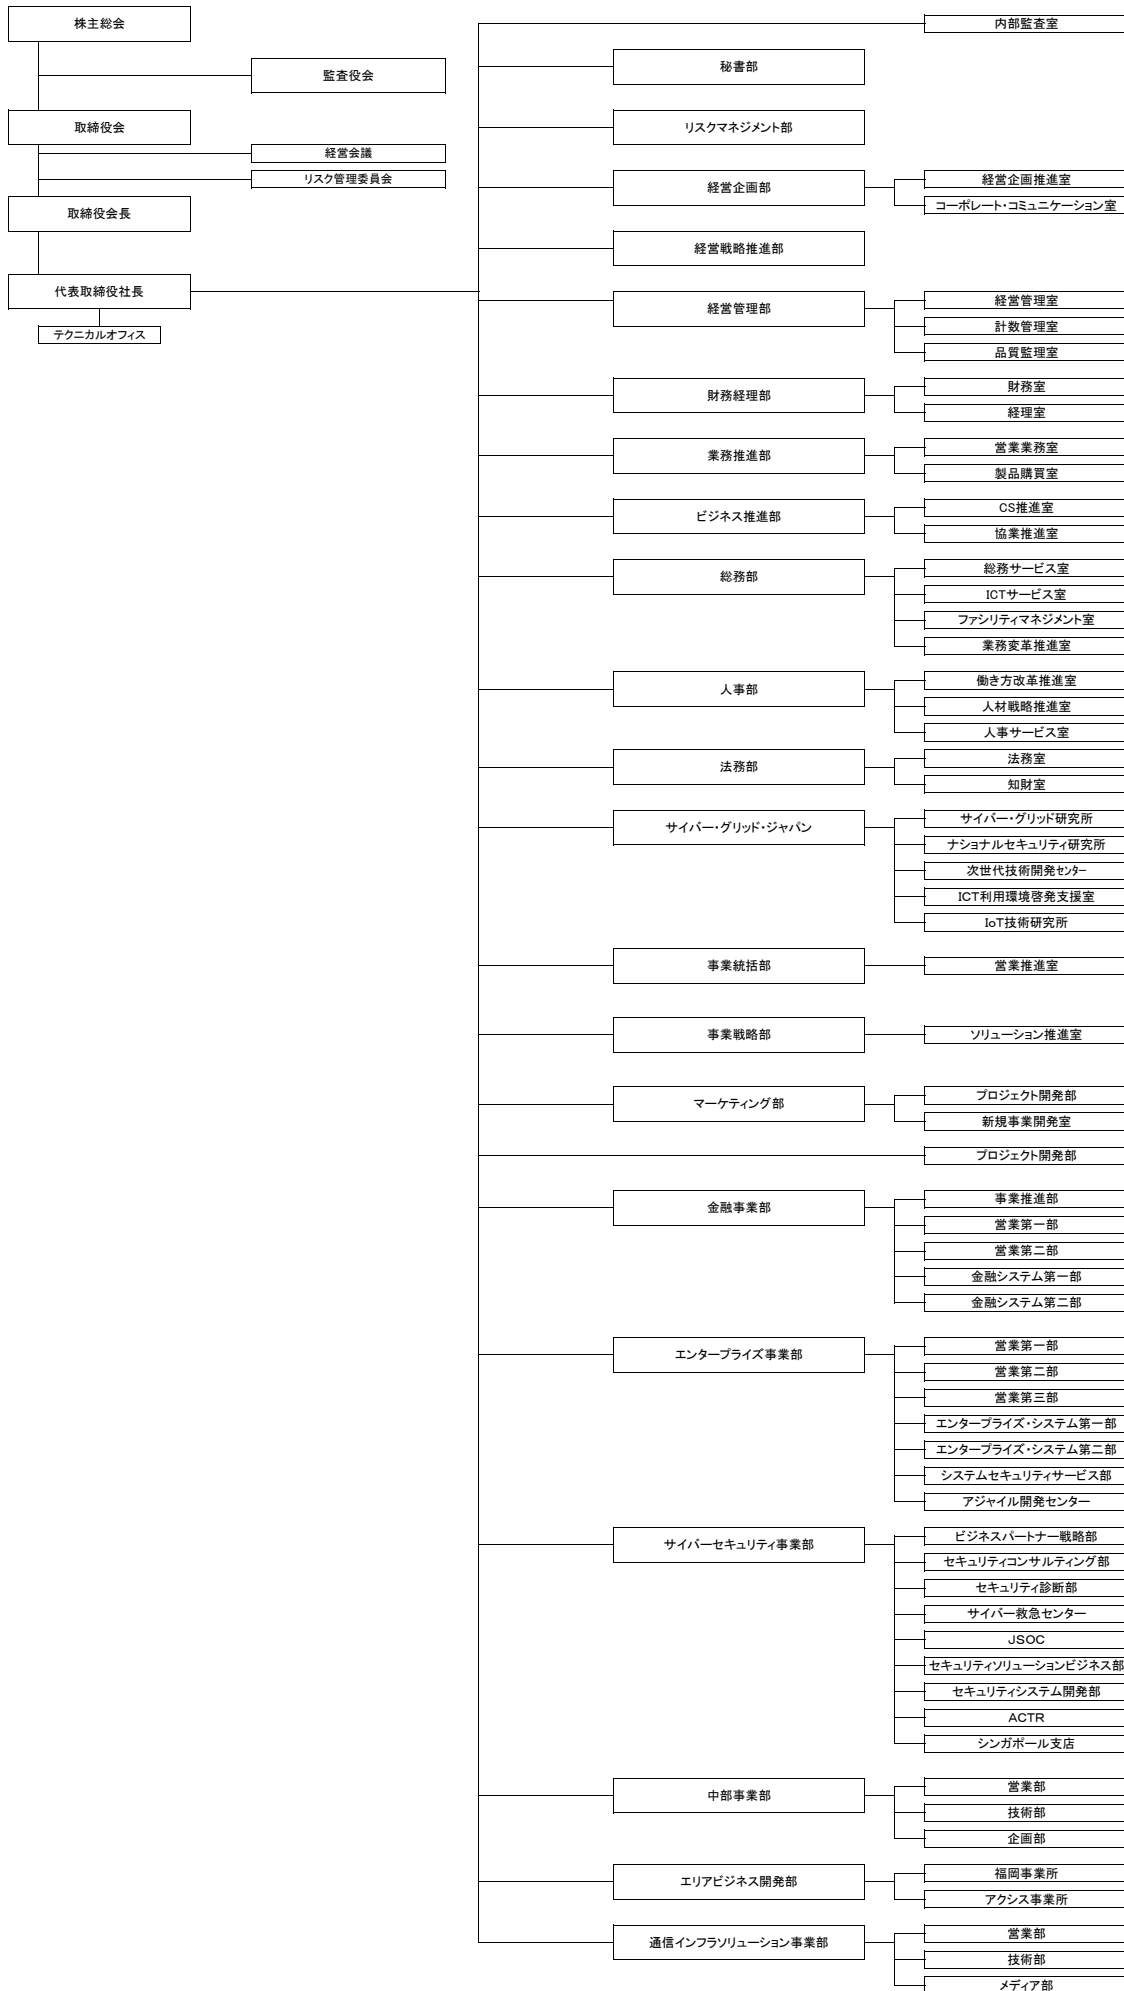 株主総会
監査役会
取締役会
経営会議
リスク管理委員会
取締役会長
代表取締役社長
テクニカルオフィス
内部監査室
秘書部
リスクマネジメント部
経営企画部
経営企画推進室
コーポレート・コミュニケーション室
経営戦略推進部
経営管理部
経営管理室
計数管理室
品質監理室
財務経理部
財務室
経理室
業務推進部
営業業務室
製品購買室
ビジネス推進部
CS推進室
協業推進室
総務部
総務サービス室
ICTサービス室
ファシリティマネジメント室
業務変革推進室
人事部
働き方改革推進室
人材戦略推進室
人事サービス室
法務部
法務室
知財室
サイバー・グリッド・ジャパン
サイバー・グリッド研究所
ナショナルセキュリティ研究所
次世代技術開発センター
ICT利用環境啓発支援室
IoT技術研究所
事業統括部
営業推進室
事業戦略部
ソリューション推進室
マーケティング部
プロジェクト開発部
新規事業開発室
プロジェクト開発部
金融事業部
事業推進部
営業第一部
営業第二部
金融システム第一部
金融システム第二部
エンタープライズ事業部
営業第一部
営業第二部
営業第三部
エンタープライズ・システム第一部
エンタープライズ・システム第二部
システムセキュリティサービス部
アジャイル開発センター
サイバーセキュリティ事業部
ビジネスパートナー戦略部
セキュリティコンサルティング部
セキュリティ診断部
サイバー救急センター
JSOC
セキュリティソリューションビジネス部
セキュリティシステム開発部
ACTR
シンガポール支店
中部事業部
営業部
技術部
企画部
エリアビジネス開発部
福岡事業所
アクシス事業所
通信インフラソリューション事業部
営業部
技術部
メディア部